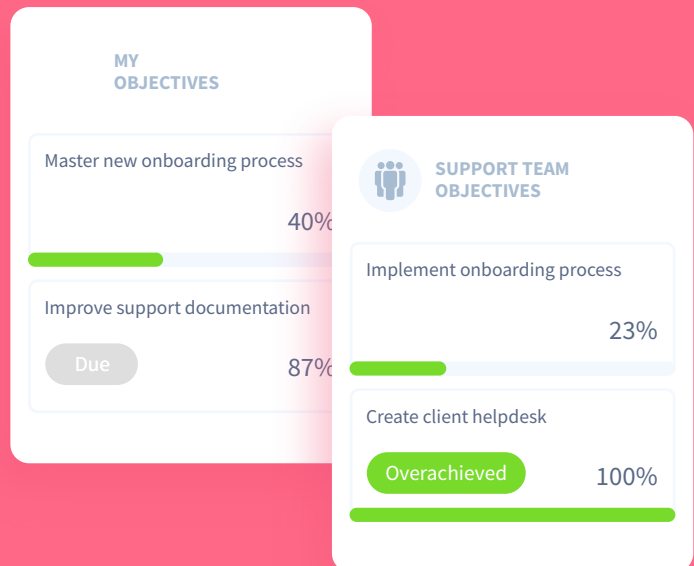 MY
OBJECTIVES
Master new onboarding process
40%
Improve support documentation
Due
87%
SUPPORT TEAM
OBJECTIVES
Implement onboarding process
23%
Create client helpdesk
Overachieved
100%